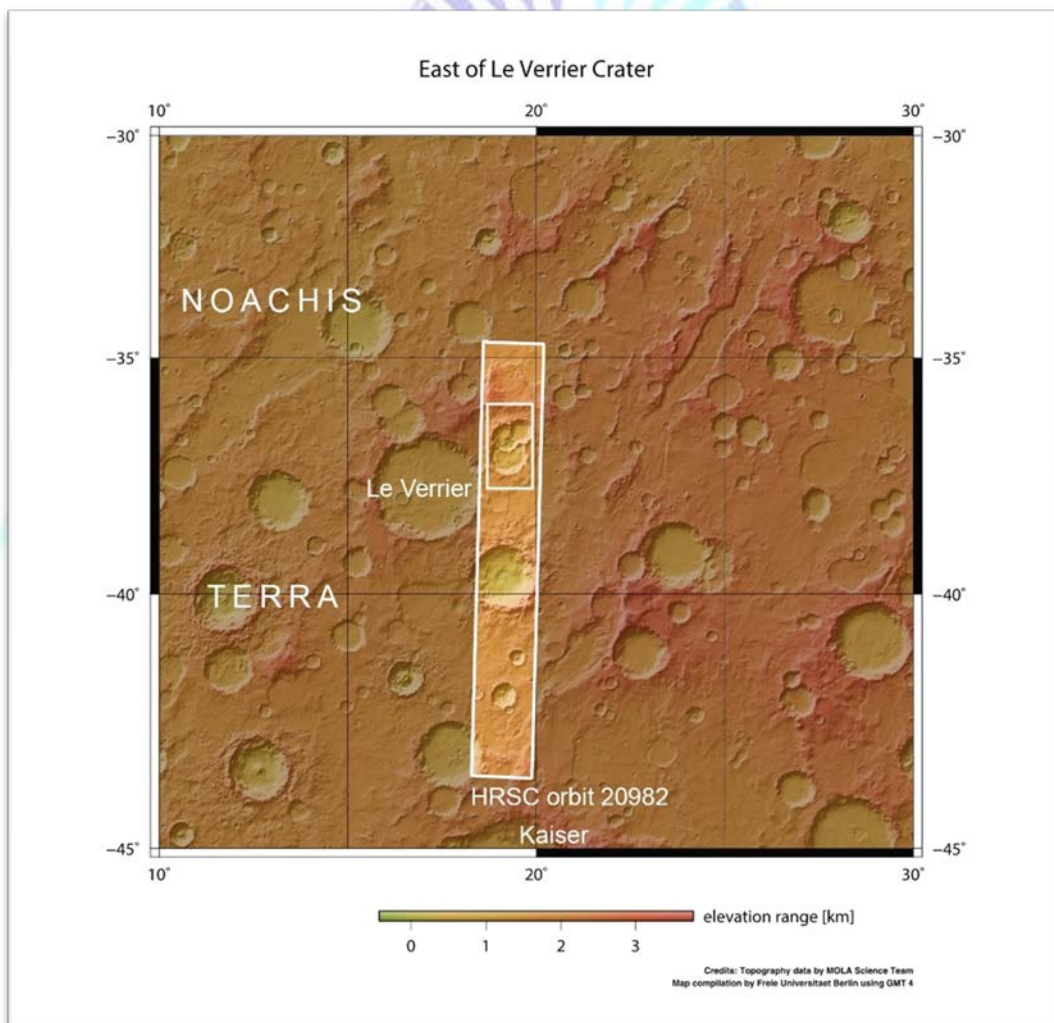 East of Le Verrier Crater
10° 20° 30°
−30° −30°
NOACHIS
−35° −35°
Le Verrier
TERRA
−40° −40°
HRSC orbit 20982
Kaiser
−45° −45°
10° 20° 30°
elevation range [km]
0 1 2 3
Credits: Topography data by MOLA Science Team
Map compilation by Freie Universitaet Berlin using GMT 4